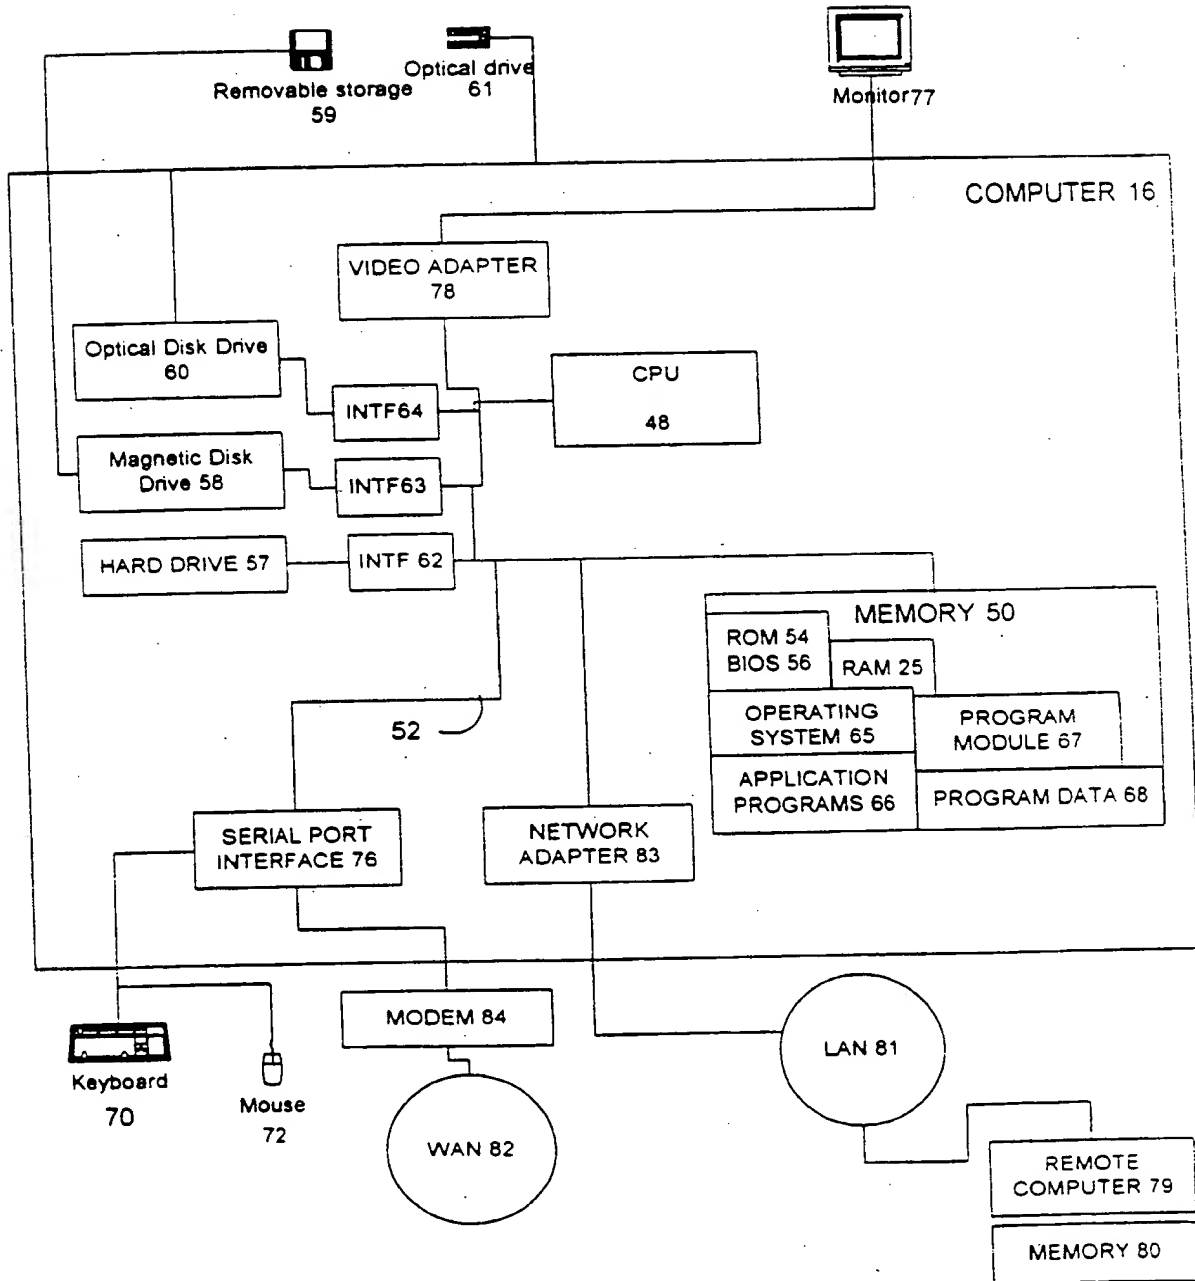 Removable storage
59
Optical drive
61
Monitor77
COMPUTER 16
VIDEO ADAPTER
78
Optical Disk Drive
60
CPU
48
INTF64
Magnetic Disk
Drive 58
INTF63
HARD DRIVE 57
INTF 62
MEMORY 50
ROM 54
BIOS 56
RAM 25
OPERATING
SYSTEM 65
PROGRAM
MODULE 67
APPLICATION
PROGRAMS 66
PROGRAM DATA 68
52
SERIAL PORT
INTERFACE 76
NETWORK
ADAPTER 83
Keyboard
70
Mouse
72
MODEM 84
WAN 82
LAN 81
REMOTE
COMPUTER 79
MEMORY 80